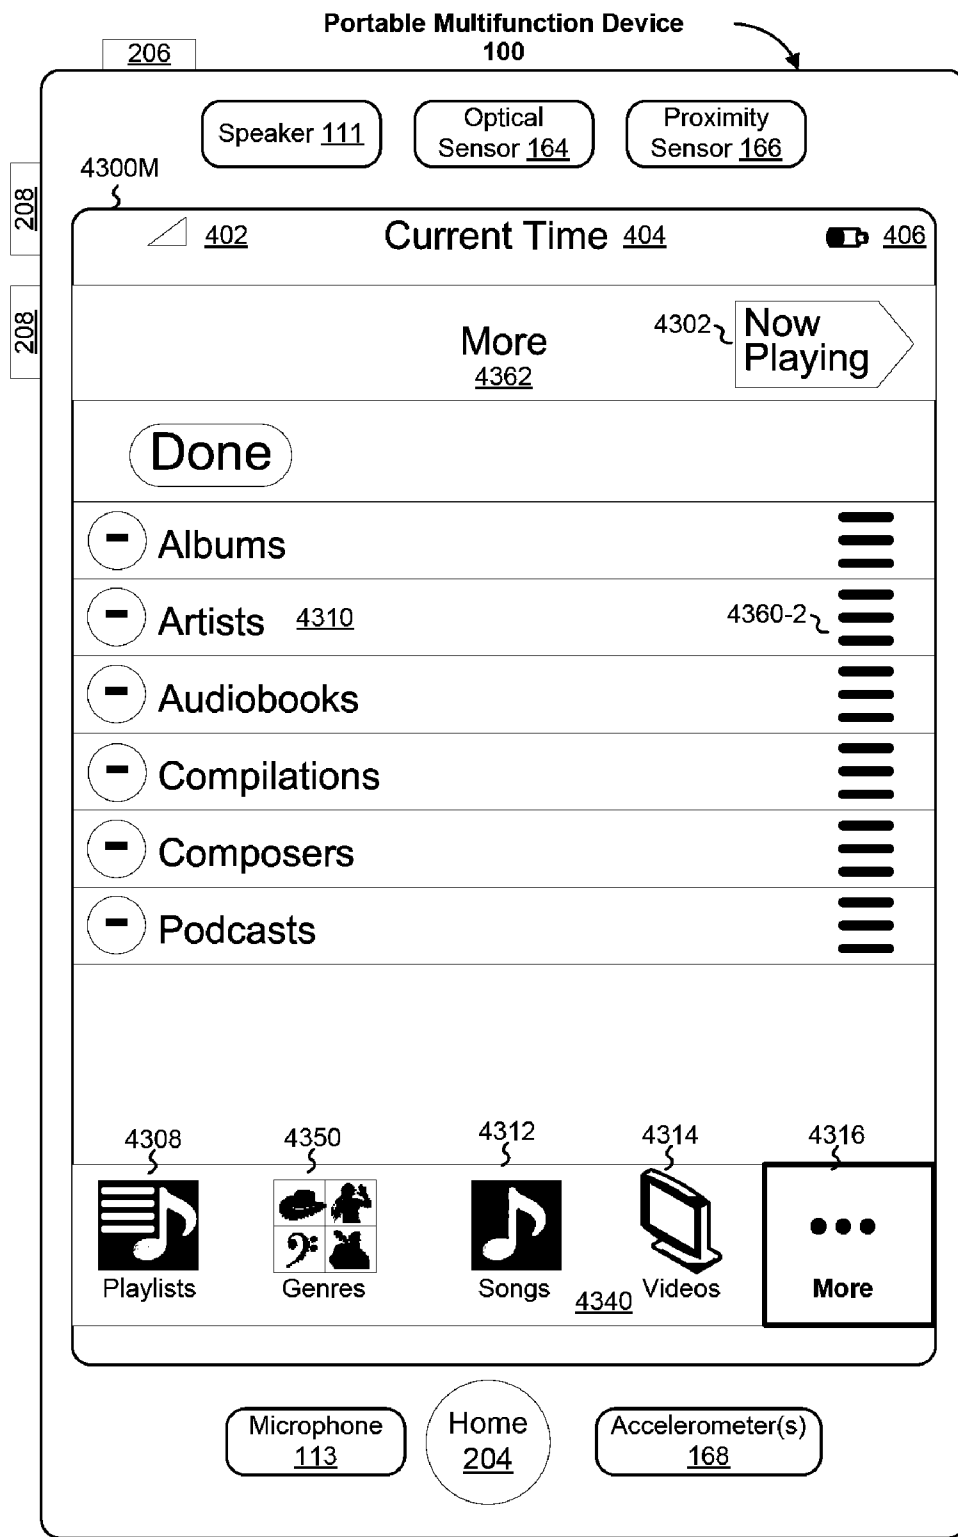 Portable Multifunction Device
100
206
Speaker 111
Optical
Sensor 164
Proximity
Sensor 166
4300M
208
208
402
Current Time 404
406
More
4362
4302
Now
Playing
Done
- Albums
- Artists 4310
4360-2
- Audiobooks
- Compilations
- Composers
- Podcasts
4308
4350
4312
4314
4316
Playlists
Genres
Songs
4340
Videos
More
Microphone
113
Home
204
Accelerometer(s)
168